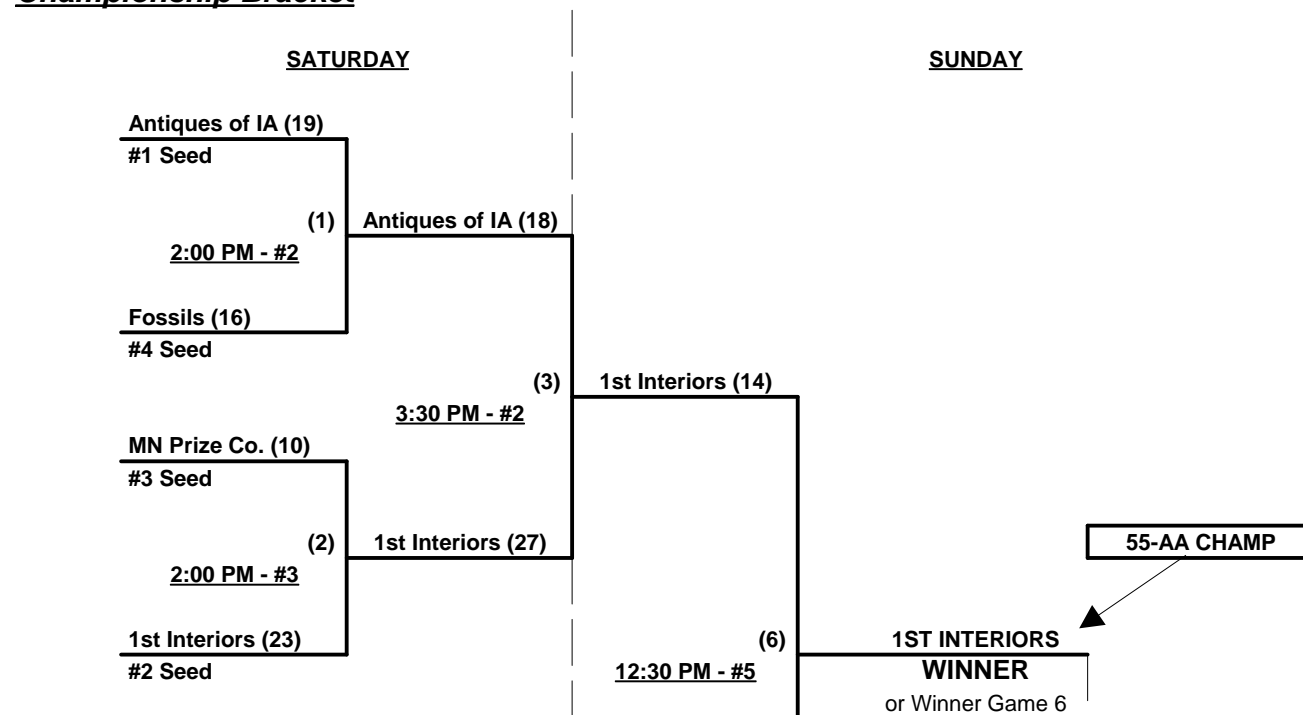 Championship Bracket
SATURDAY
SUNDAY
Antiques of IA (19)
#1 Seed
(1)
Antiques of IA (18)
2:00 PM - #2
Fossils (16)
#4 Seed
(3)
1st Interiors (14)
3:30 PM - #2
MN Prize Co. (10)
#3 Seed
(2)
1st Interiors (27)
55-AA CHAMP
2:00 PM - #3
1st Interiors (23)
(6)
1ST INTERIORS
#2 Seed
12:30 PM - #5
WINNER
or Winner Game 6